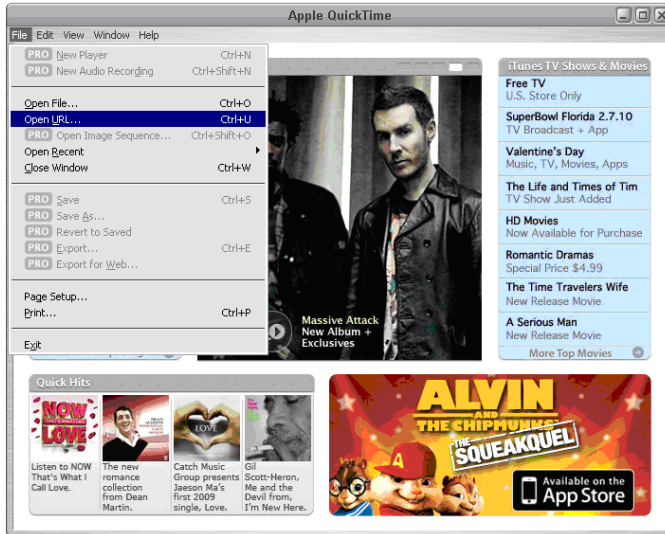 Apple QuickTime
File Edit View Window Help
PRO New Player Ctrl+N
PRO New Audio Recording Ctrl+Shift+N
Open File... Ctrl+O
Open URL... Ctrl+U
PRO Open Image Sequence... Ctrl+Shift+O
Open Recent
Close Window Ctrl+W
PRO Save Ctrl+S
PRO Save As...
PRO Revert to Saved
PRO Export... Ctrl+E
PRO Export for Web...
Page Setup...
Print... Ctrl+P
Exit
Massive Attack
New Album +
Exclusives
iTunes TV Shows & Movies
Free TV
U.S. Store Only
SuperBowl Florida 2.7.10
TV Broadcast + App
Valentine's Day
Music, TV, Movies, Apps
The Life and Times of Tim
TV Show Just Added
HD Movies
Now Available for Purchase
Romantic Dramas
Special Price $4.99
The Time Travelers Wife
New Release Movie
A Serious Man
New Release Movie
More Top Movies
Quick Hits
NOW
THAT'S WHAT I CALL
LOVE
DEAN MARTIN
LOVE
Listen to NOW
That's What I
Call Love.
The new
romance
collection
from Dean
Martin.
Catch Music
Group presents
Jaeson Ma's
first 2009
single, Love.
Gil
Scott-Heron,
Me and the
Devil from,
I'm New Here.
ALVIN
AND
THE CHIPMUNKS
THE
SQUEAKQUEL
A
Available on the
App Store